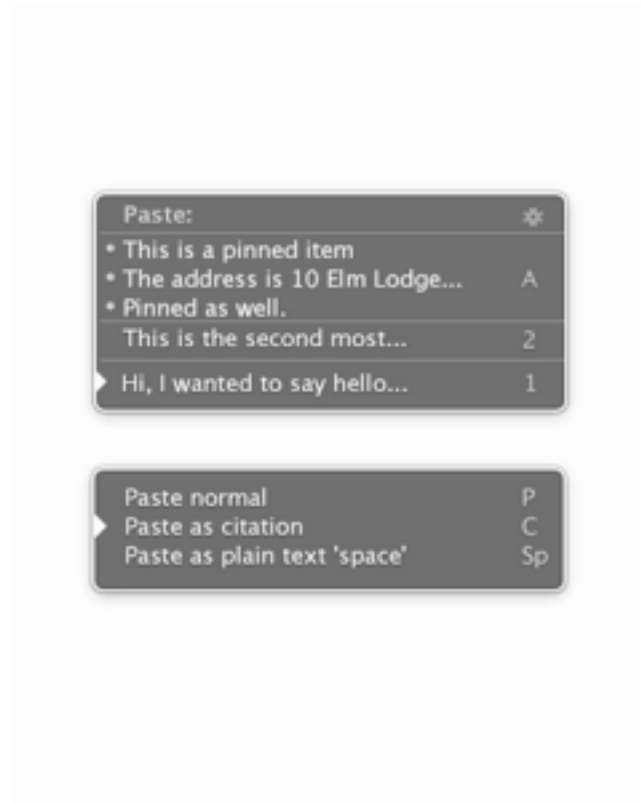 Paste:
• This is a pinned item
• The address is 10 Elm Lodge... A
• Pinned as well.
This is the second most... 2
Hi, I wanted to say hello... 1
Paste normal P
Paste as citation C
Paste as plain text 'space' Sp